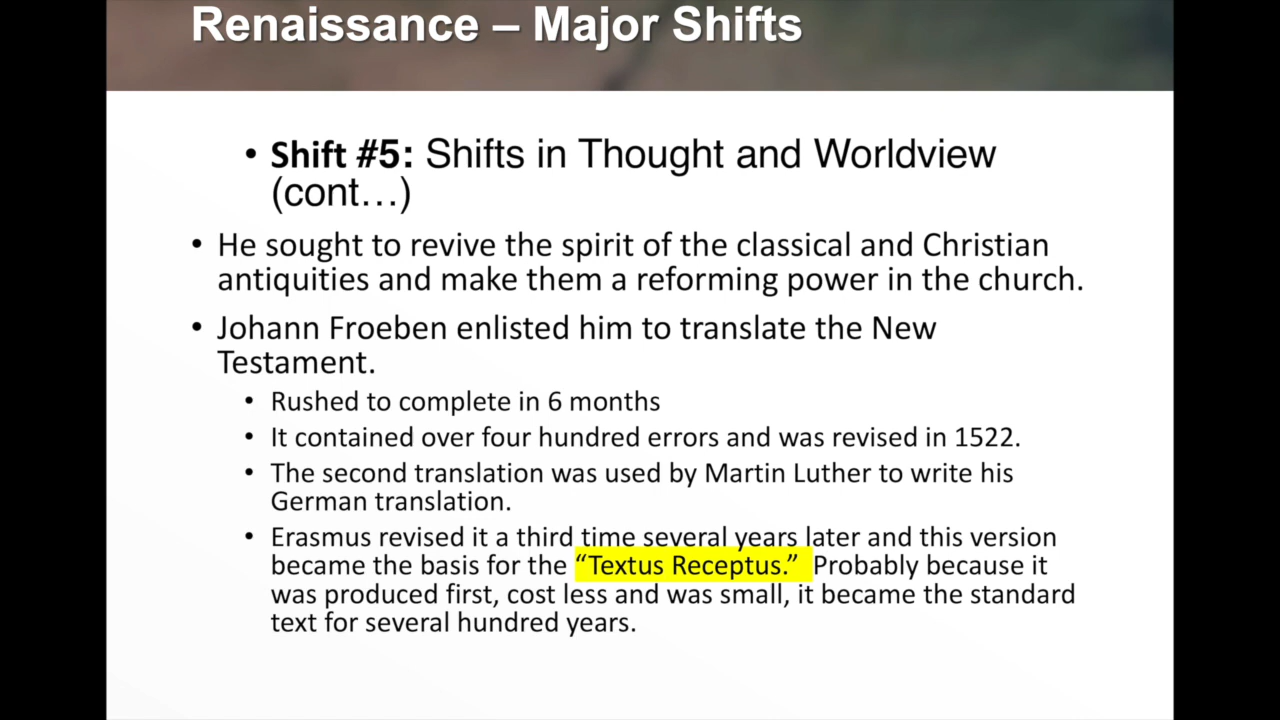 Renaissance – Major Shifts
• Shift #5: Shifts in Thought and Worldview
(cont…)
• He sought to revive the spirit of the classical and Christian
antiquities and make them a reforming power in the church.
• Johann Froeben enlisted him to translate the New
Testament.
• Rushed to complete in 6 months
• It contained over four hundred errors and was revised in 1522.
• The second translation was used by Martin Luther to write his
German translation.
• Erasmus revised it a third time several years later and this version
became the basis for the “Textus Receptus.” Probably because it
was produced first, cost less and was small, it became the standard
text for several hundred years.